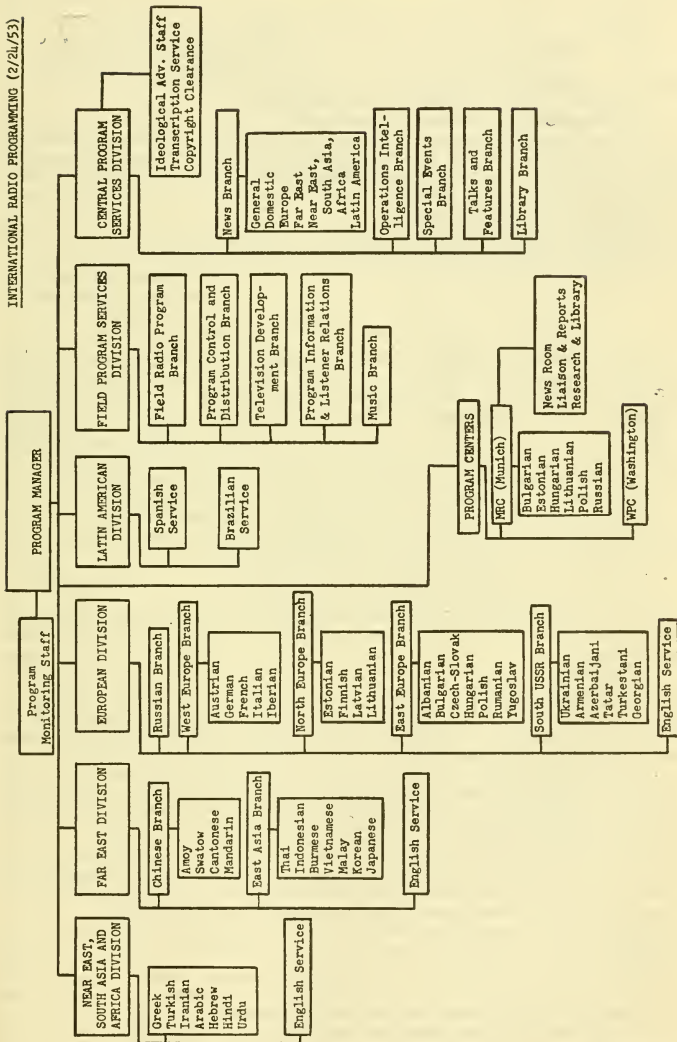 INTERNATIONAL RADIO PROGRAMMING (2/24/53)
PROGRAM MANAGER
Program
Monitoring Staff
NEAR EAST,
SOUTH ASIA AND
AFRICA DIVISION
Greek
Turkish
Iranian
Arabic
Hebrew
Hindi
Urdu
English Service
FAR EAST DIVISION
Chinese Branch
Amoy
Swatow
Cantonese
Mandarin
East Asia Branch
Thai
Indonesian
Burmese
Vietnamese
Malay
Korean
Japanese
English Service
EUROPEAN DIVISION
Russian Branch
West Europe Branch
Austrian
German
French
Italian
Iberian
North Europe Branch
Estonian
Finnish
Latvian
Lithuanian
East Europe Branch
Albanian
Bulgarian
Czech-Slovak
Hungarian
Polish
Rumanian
Yugoslav
South USSR Branch
Ukrainian
Armenian
Azerbaijani
Tatar
Turkestani
Georgian
English Service
LATIN AMERICAN
DIVISION
Spanish
Service
Brazilian
Service
FIELD PROGRAM SERVICES
DIVISION
Field Radio Program
Branch
Program Control and
Distribution Branch
Television Develop-
ment Branch
Program Information
& Listener Relations
Branch
Music Branch
CENTRAL PROGRAM
SERVICES DIVISION
Ideological Adv. Staff
Transcription Service
Copyright Clearance
News Branch
General
Domestic
Europe
Far East
Near East,
South Asia,
Africa
Latin America
Operations Intel-
ligence Branch
Special Events
Branch
Talks and
Features Branch
Library Branch
PROGRAM CENTERS
MRC (Munich)
News Room
Liaison & Reports
Research & Library
Bulgarian
Estonian
Hungarian
Lithuanian
Polish
Russian
WPC (Washington)